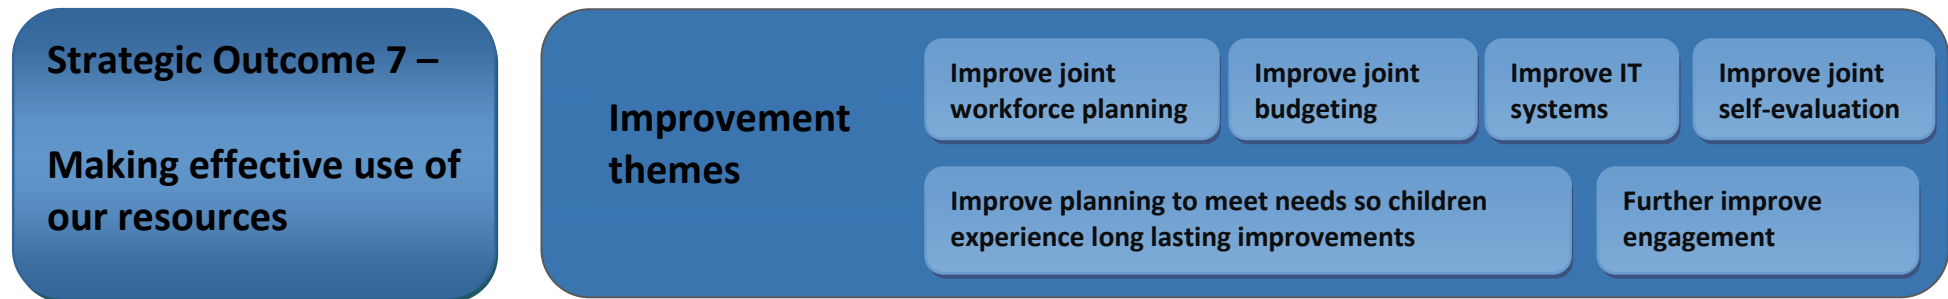 Strategic Outcome 7 –
Making effective use of
our resources
Improvement
themes
Improve joint
workforce planning
Improve joint
budgeting
Improve IT
systems
Improve joint
self-evaluation
Improve planning to meet needs so children
experience long lasting improvements
Further improve
engagement